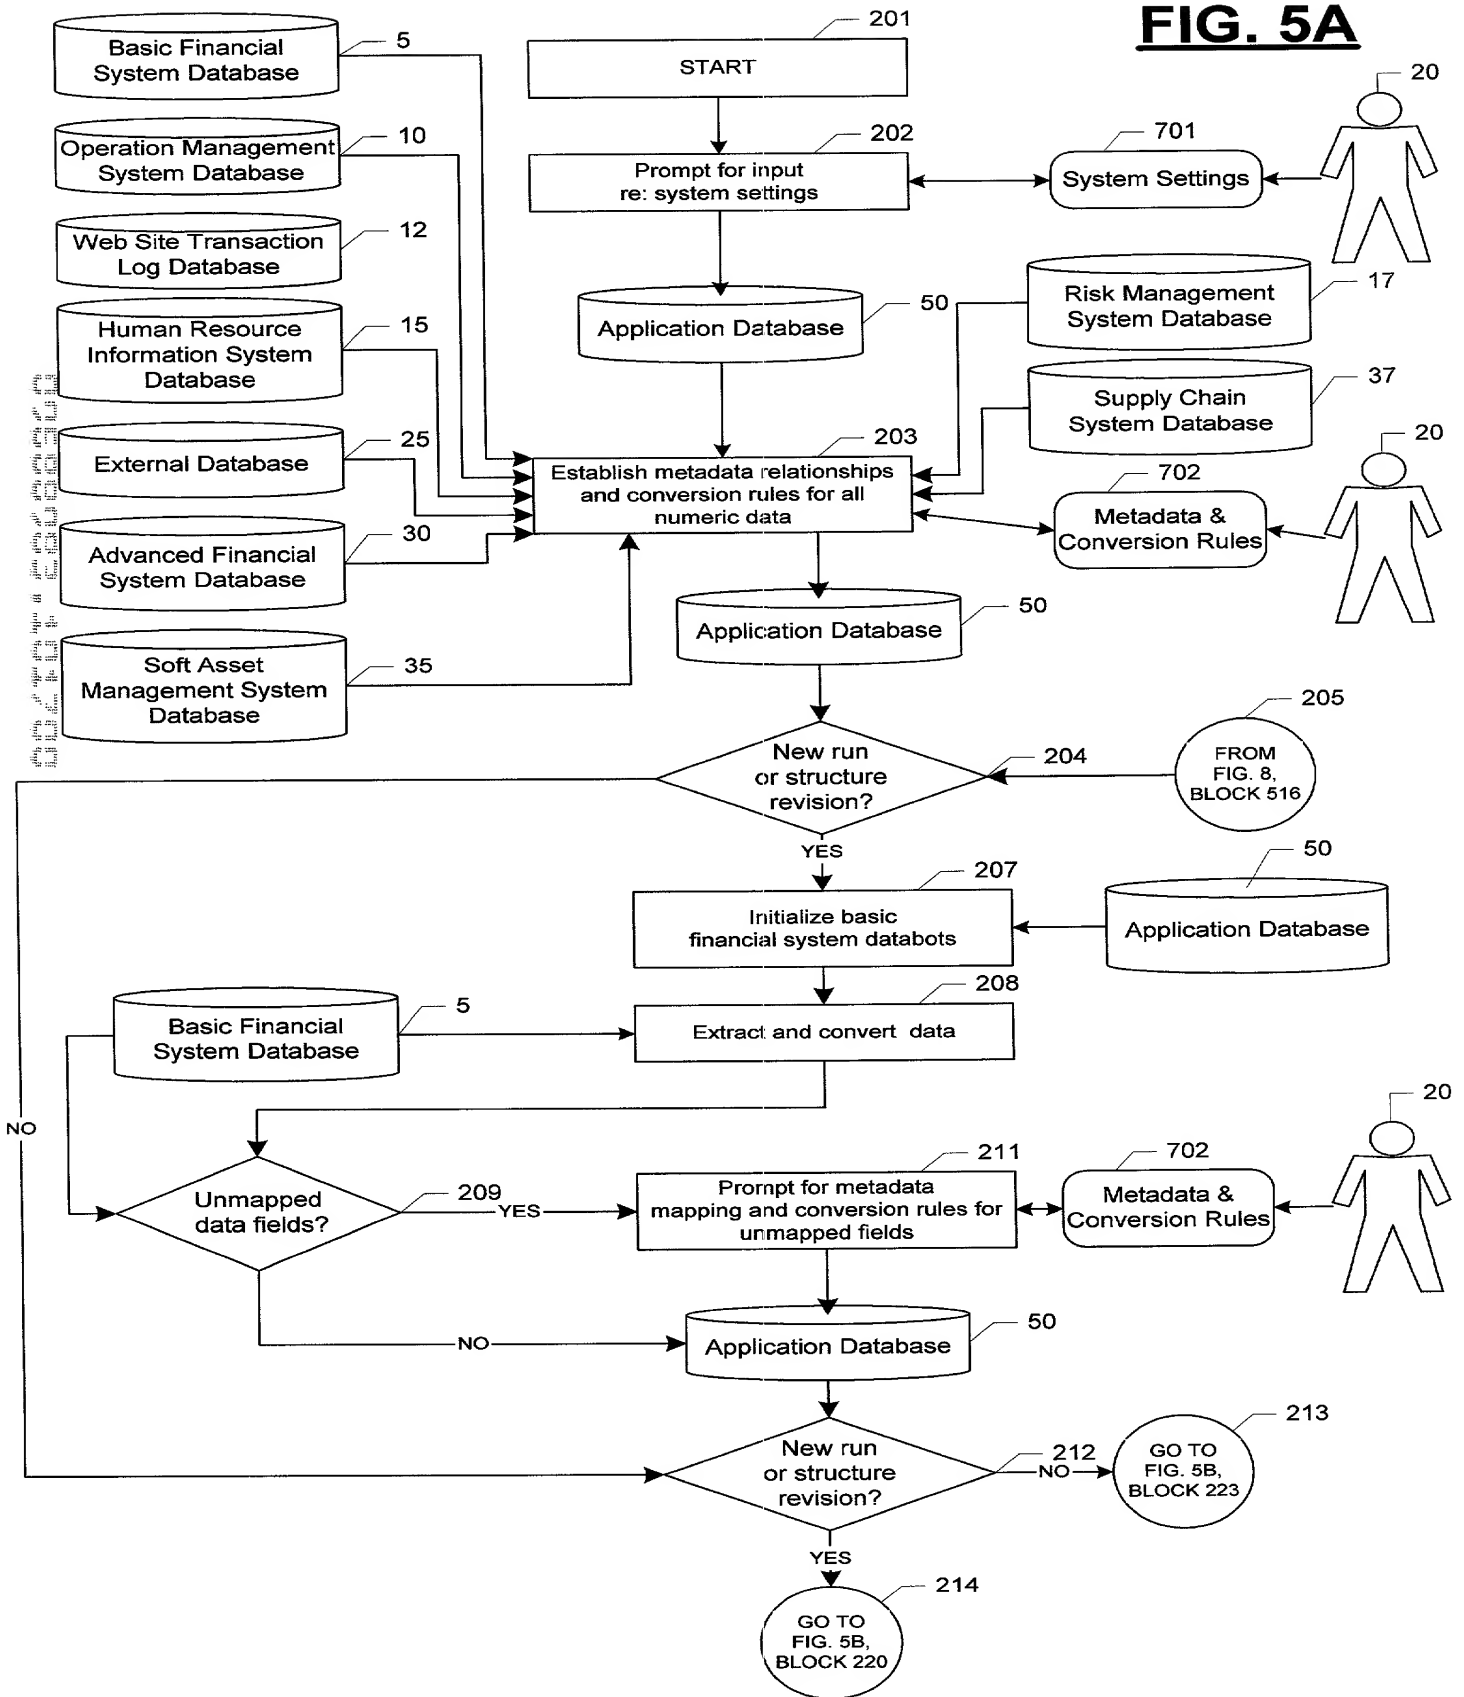 FIG. 5A
201
START
Basic Financial
System Database
5
20
Operation Management
System Database
10
202
Prompt for input
re: system settings
701
System Settings
Web Site Transaction
Log Database
12
Human Resource
Information System
Database
15
Application Database
50
Risk Management
System Database
17
Supply Chain
System Database
37
External Database
25
203
Establish metadata relationships
and conversion rules for all
numeric data
702
Metadata &
Conversion Rules
20
Advanced Financial
System Database
30
Application Database
50
Soft Asset
Management System
Database
35
New run
or structure
revision?
204
205
FROM
FIG. 8,
BLOCK 516
YES
207
Initialize basic
financial system databots
50
Application Database
208
Extract and convert data
Basic Financial
System Database
5
NO
Unmapped
data fields?
209
YES
211
Prompt for metadata
mapping and conversion rules for
unmapped fields
702
Metadata &
Conversion Rules
20
NO
Application Database
50
New run
or structure
revision?
212
NO
213
GO TO
FIG. 5B,
BLOCK 223
YES
214
GO TO
FIG. 5B,
BLOCK 220